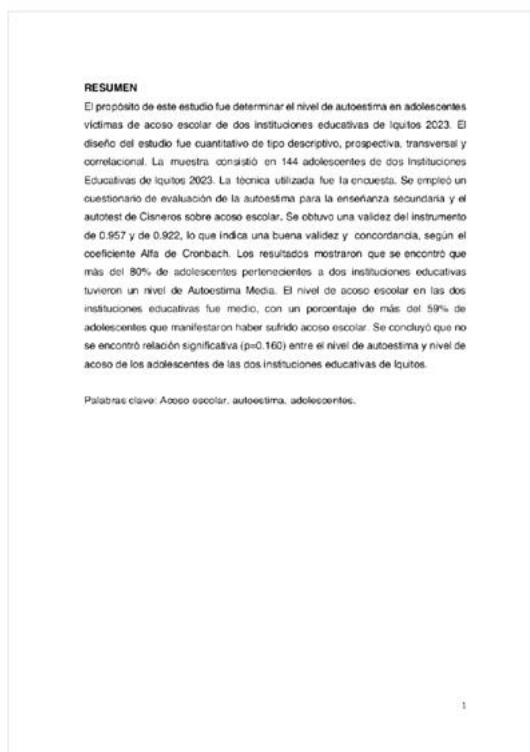 RESUMEN
El propósito de este estudio fue determinar el nivel de autoestima en adolescentes
víctimas de acoso escolar de dos instituciones educativas de Iquitos 2023. El
diseño del estudio fue cuantitativo de tipo descriptivo, prospectiva, transversal y
correlacional. La muestra consistió en 144 adolescentes de dos Instituciones
Educativas de Iquitos 2023. La técnica utilizada fue la encuesta. Se empleó un
cuestionario de evaluación de la autoestima para la enseñanza secundaria y el
autotest de Cisneros sobre acoso escolar. Se obtuvo una validez del instrumento
de 0.957 y de 0.922, lo que indica una buena validez y concordancia, según el
coeficiente Alfa de Cronbach. Los resultados mostraron que se encontró que
más del 80% de adolescentes pertenecientes a dos instituciones educativas
tuvieron un nivel de Autoestima Media. El nivel de acoso escolar en las dos
instituciones educativas fue medio, con un porcentaje de más del 59% de
adolescentes que manifestaron haber sufrido acoso escolar. Se concluyó que no
se encontró relación significativa (p=0.160) entre el nivel de autoestima y nivel de
acoso de los adolescentes de las dos instituciones educativas de Iquitos.
Palabras clave: Acoso escolar, autoestima, adolescentes.
1